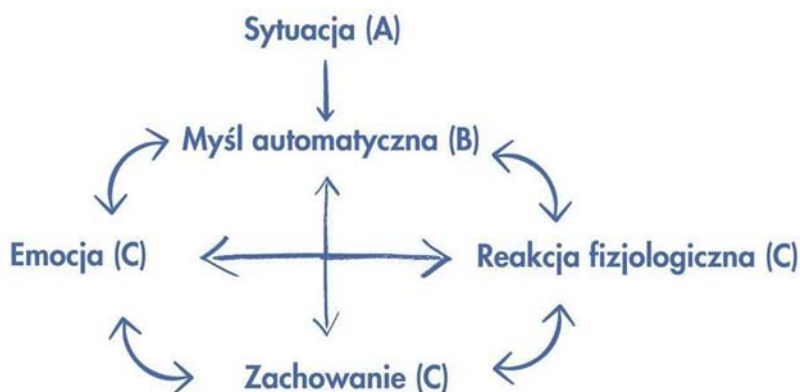 Sytuacja (A)
Myśl automatyczna (B)
Emocja (C)
Reakcja fizjologiczna (C)
Zachowanie (C)